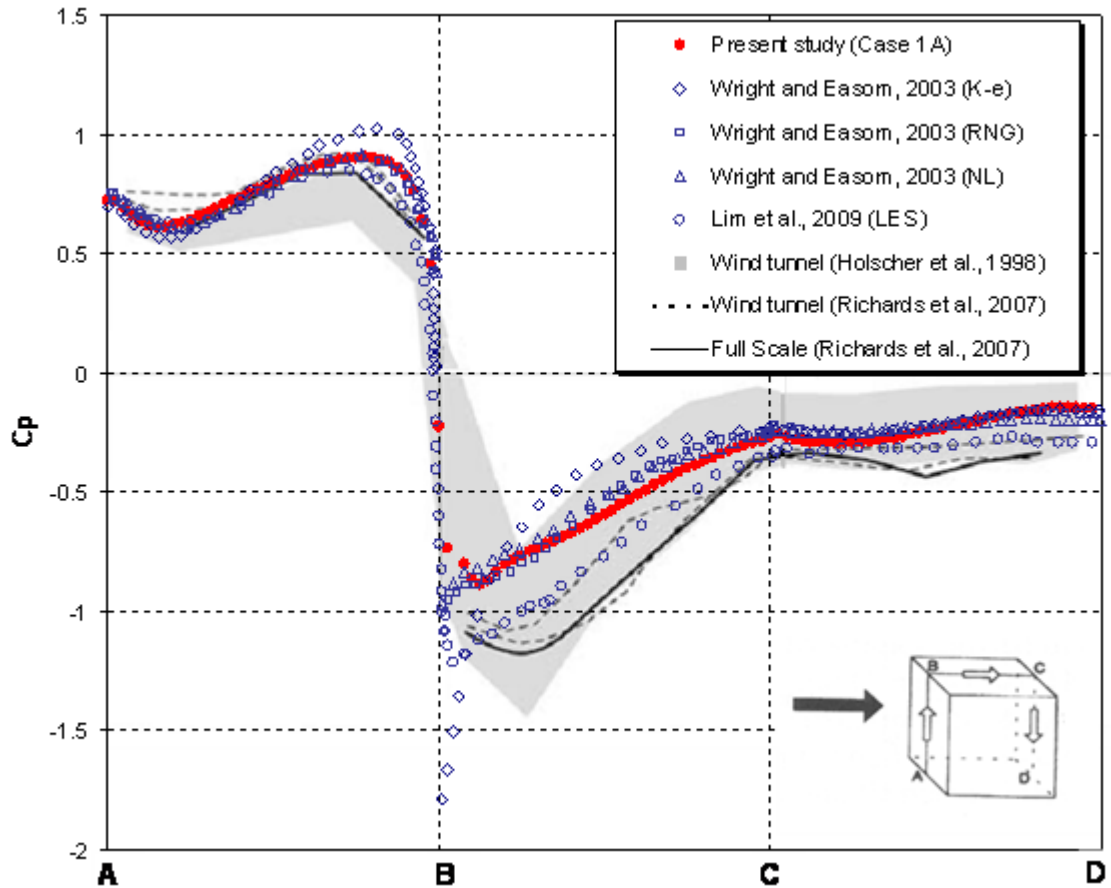 1.5
1
0.5
0
-0.5
-1
-1.5
-2
Cp
Present study (Case 1A)
Wright and Easom, 2003 (K-e)
Wright and Easom, 2003 (RNG)
Wright and Easom, 2003 (NL)
Lim et al., 2009 (LES)
Wind tunnel (Holscher et al., 1998)
Wind tunnel (Richards et al., 2007)
Full Scale (Richards et al., 2007)
B
C
A
D
A
B
C
D